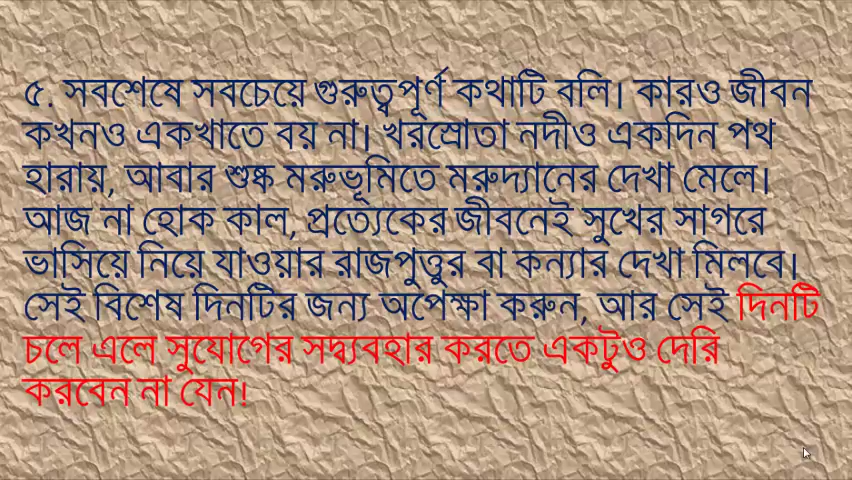 ৫. সবশেষে সবচেয়ে গুরুত্বপূর্ণ কথাটি বলি। কারও জীবন
কখনও একখাতে বয় না। খরস্রোতা নদীও একদিন পথ
হারায়, আবার শুষ্ক মরুভূমিতে মরুদ্যানের দেখা মেলে।
আজ না হোক কাল, প্রত্যেকের জীবনেই সুখের সাগরে
ভাসিয়ে নিয়ে যাওয়ার রাজপুত্তুর বা কন্যার দেখা মিলবে।
সেই বিশেষ দিনটির জন্য অপেক্ষা করুন, আর সেই দিনটি
চলে এলে সুযোগের সদ্ব্যবহার করতে একটুও দেরি
করবেন না যেন!